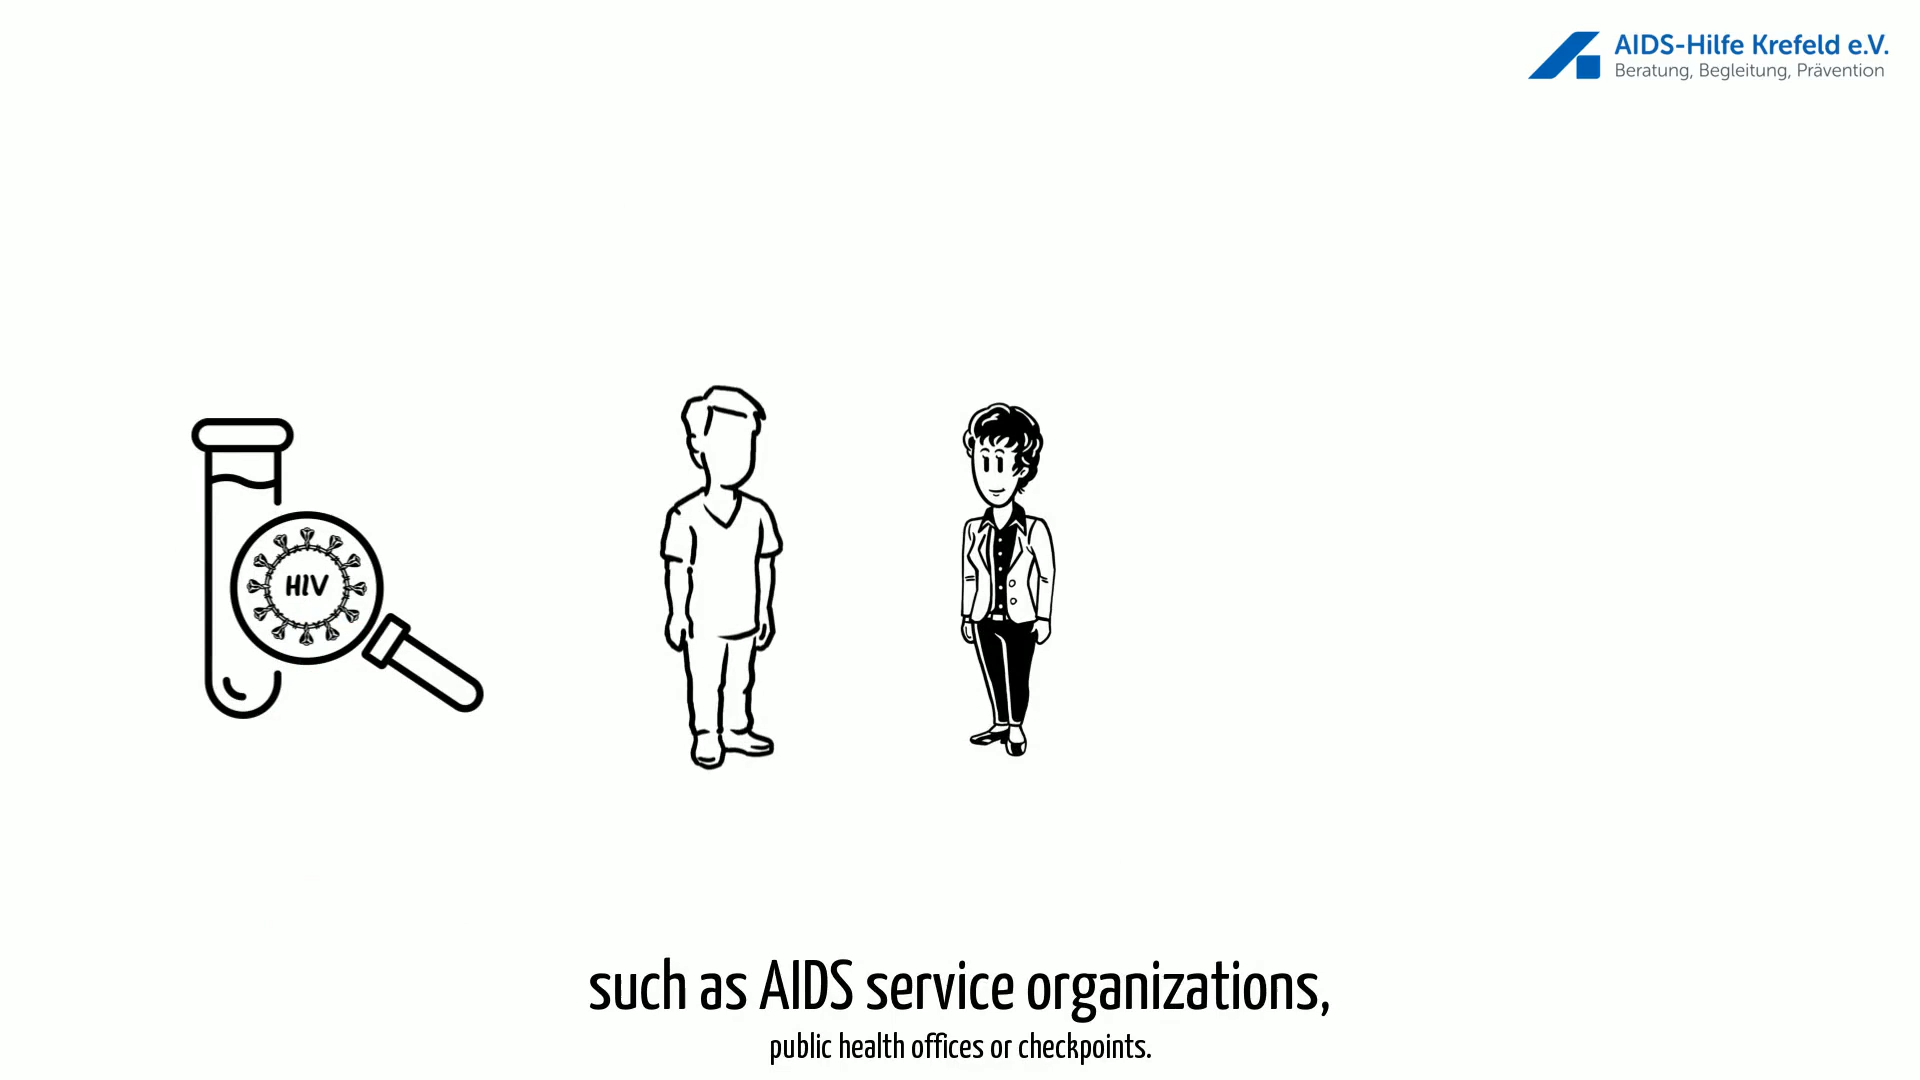 AIDS-Hilfe Krefeld e.V.
Beratung, Begleitung, Prävention
HIV
such as AIDS service organizations,
public health offices or checkpoints.